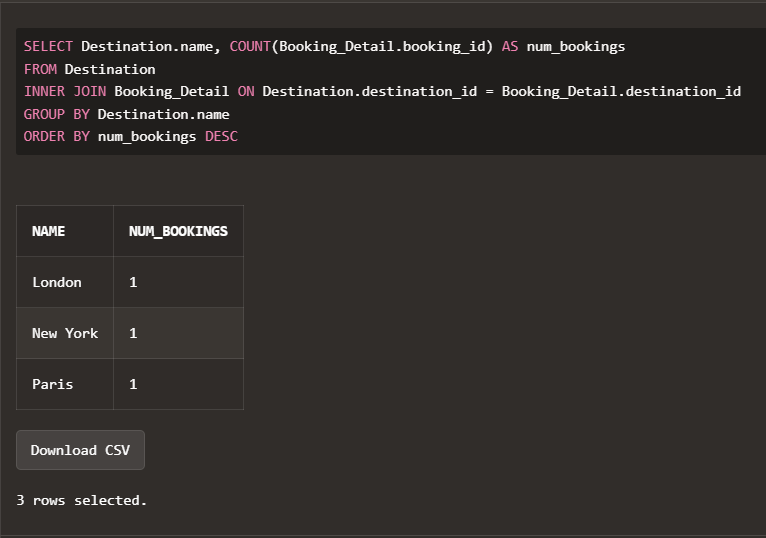 SELECT Destination.name, COUNT(Booking_Detail.booking_id) AS num_bookings
FROM Destination
INNER JOIN Booking_Detail ON Destination.destination_id = Booking_Detail.destination_id
GROUP BY Destination.name
ORDER BY num_bookings DESC
NAME NUM_BOOKINGS
London 1
New York 1
Paris 1
Download CSV
3 rows selected.